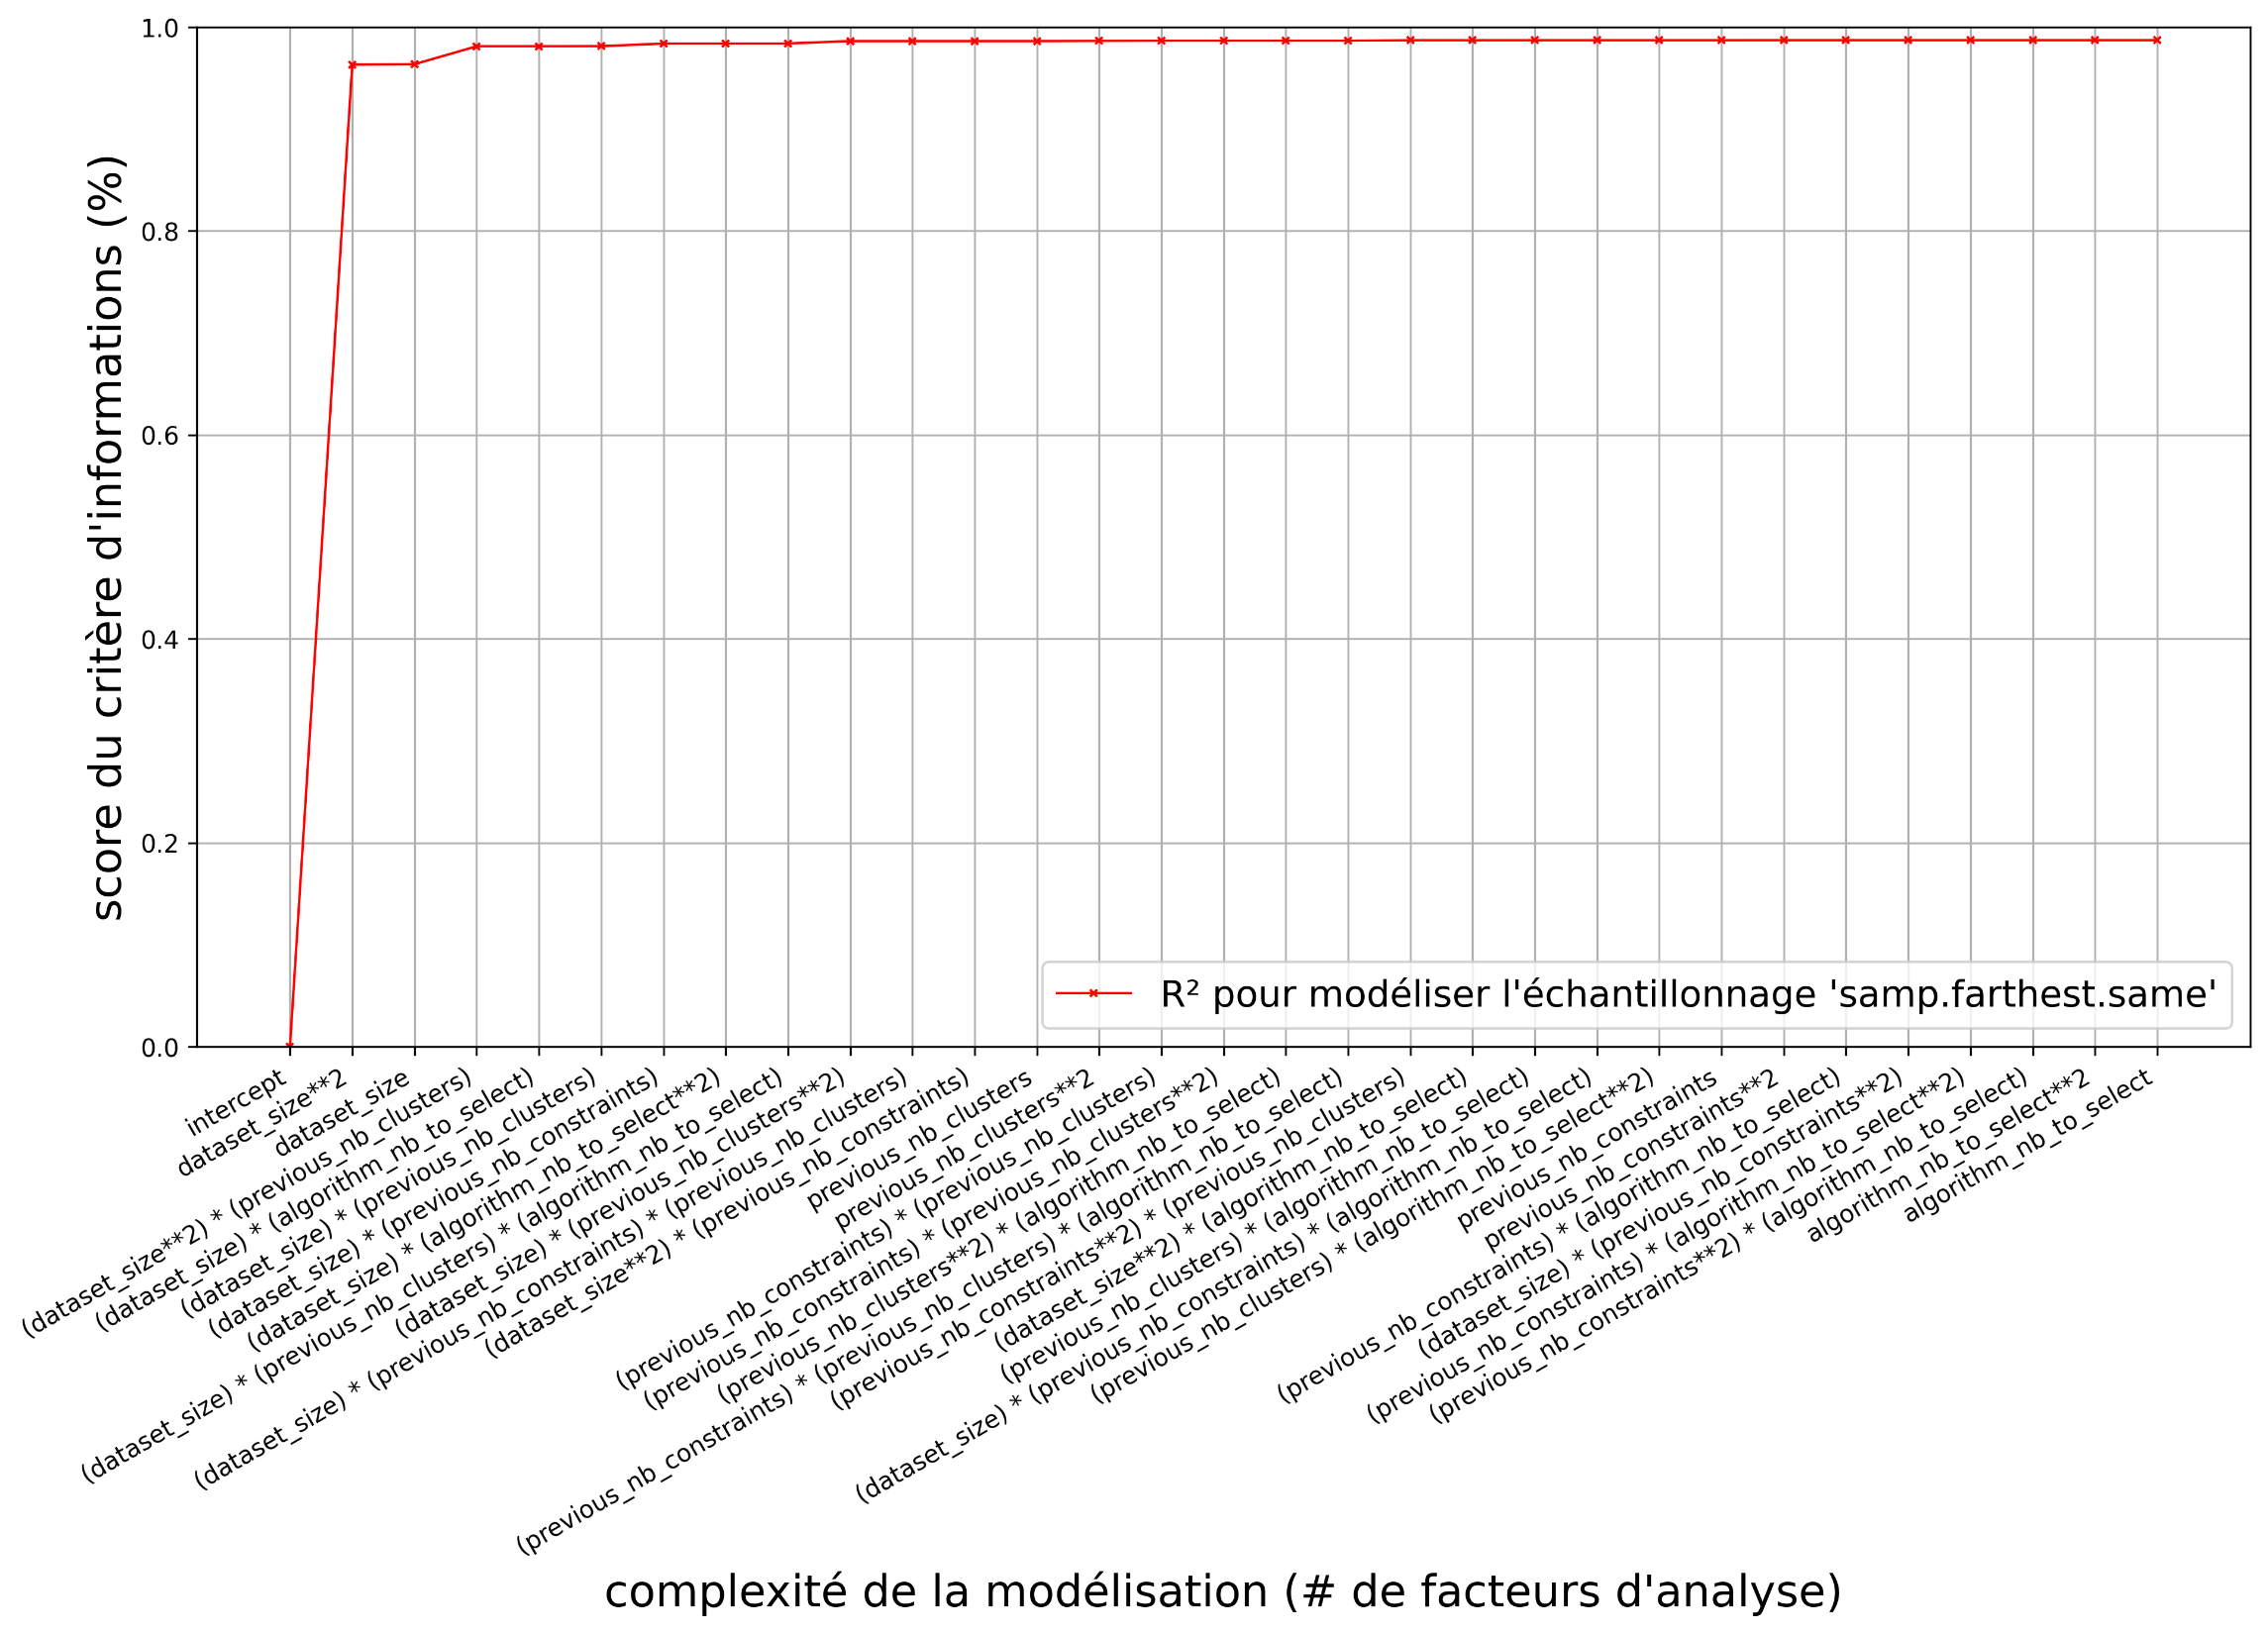 score du critère d'informations (%)
1.0
0.8
0.6
0.4
0.2
0.0
R² pour modéliser l'échantillonnage 'samp.farthest.same'
intercept
dataset_size**2
dataset_size
(dataset_size**2) * (previous_nb_clusters)
(dataset_size) * (algorithm_nb_to_select)
(dataset_size) * (previous_nb_clusters)
(dataset_size) * (previous_nb_constraints)
(dataset_size) * (algorithm_nb_to_select**2)
(dataset_size) * (previous_nb_clusters) * (algorithm_nb_to_select)
(dataset_size) * (previous_nb_clusters**2)
(dataset_size) * (previous_nb_constraints) * (previous_nb_clusters)
(dataset_size**2) * (previous_nb_constraints)
previous_nb_clusters
previous_nb_clusters**2
(previous_nb_constraints) * (previous_nb_clusters)
(previous_nb_constraints) * (previous_nb_clusters**2)
(previous_nb_clusters**2) * (algorithm_nb_to_select)
(previous_nb_constraints) * (previous_nb_clusters) * (algorithm_nb_to_select)
(previous_nb_constraints**2) * (previous_nb_clusters)
(dataset_size**2) * (algorithm_nb_to_select)
(previous_nb_clusters) * (algorithm_nb_to_select)
(dataset_size) * (previous_nb_constraints) * (algorithm_nb_to_select)
(previous_nb_clusters) * (algorithm_nb_to_select**2)
previous_nb_constraints
previous_nb_constraints**2
(previous_nb_constraints) * (algorithm_nb_to_select)
(dataset_size) * (previous_nb_constraints**2)
(previous_nb_constraints) * (algorithm_nb_to_select**2)
(previous_nb_constraints**2) * (algorithm_nb_to_select)
algorithm_nb_to_select**2
algorithm_nb_to_select
complexité de la modélisation (# de facteurs d'analyse)